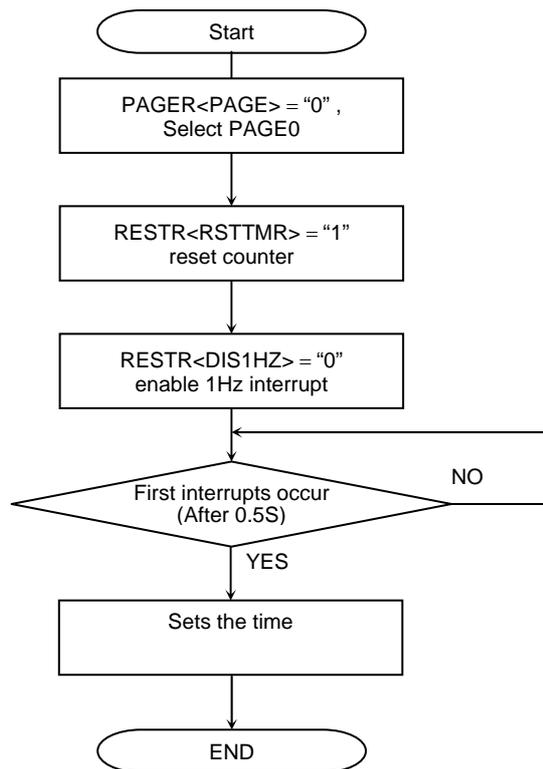 Start
PAGER<PAGE> = “0” ,
Select PAGE0
RESTR<RSTTMR> = “1”
reset counter
RESTR<DIS1HZ> = “0”
enable 1Hz interrupt
First interrupts occur
(After 0.5S)
NO
YES
Sets the time
END